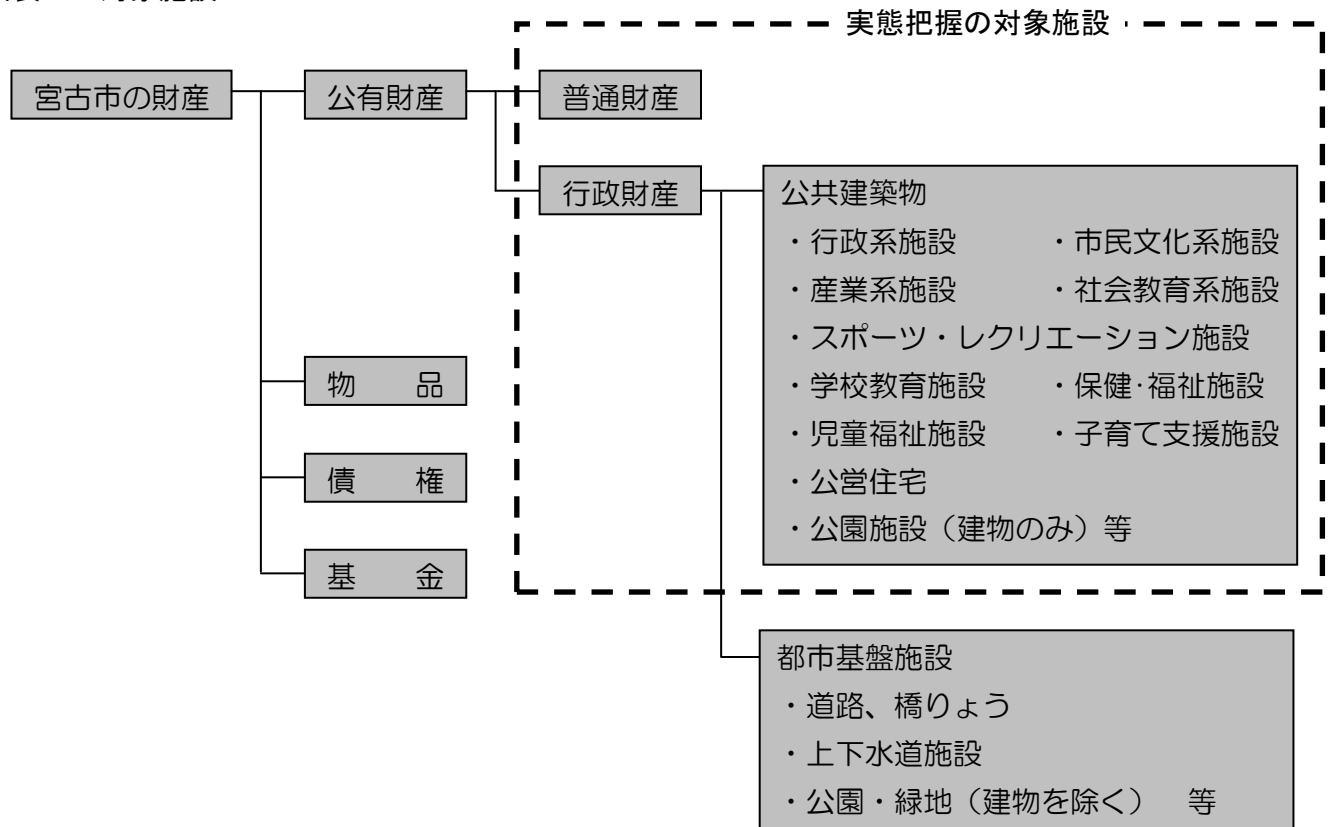 実態把握の対象施設
宮古市の財産
公有財産
普通財産
行政財産
公共建築物
・行政系施設 ・市民文化系施設
・産業系施設 ・社会教育系施設
・スポーツ・レクリエーション施設
・学校教育施設 ・保健･福祉施設
・児童福祉施設 ・子育て支援施設
・公営住宅
・公園施設（建物のみ）等
物　　品
債　　権
基　　金
都市基盤施設
・道路、橋りょう
・上下水道施設
・公園・緑地（建物を除く）　等